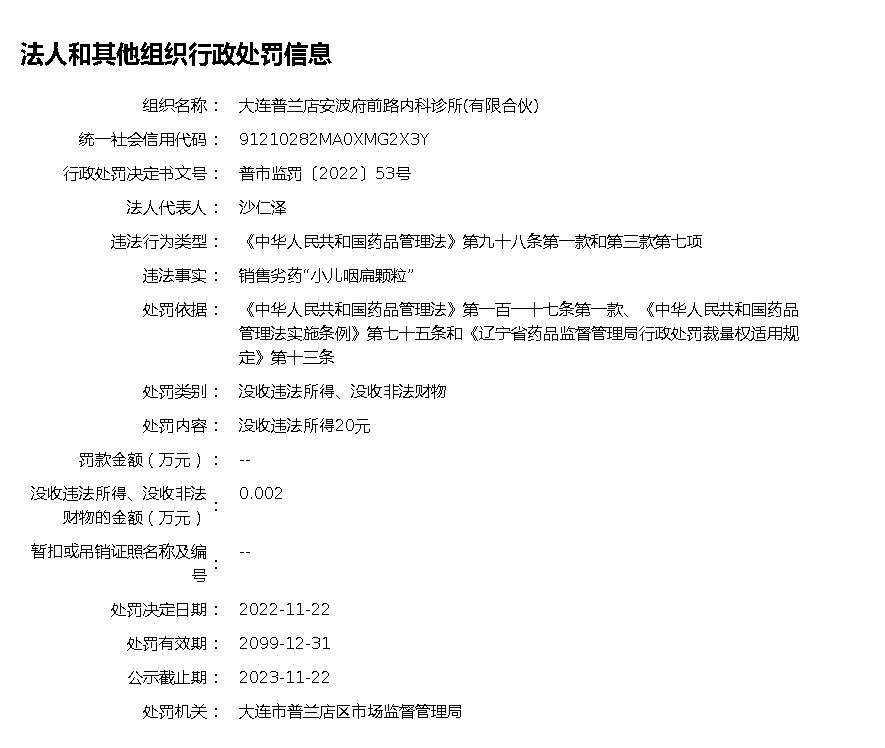 法人和其他组织行政处罚信息
组织名称： 大连普兰店安波府前路内科诊所(有限合伙)
统一社会信用代码： 91210282MA0XMG2X3Y
行政处罚决定书文号： 普市监罚〔2022〕53号
法人代表人： 沙仁泽
违法行为类型： 《中华人民共和国药品管理法》第九十八条第一款和第三款第七项
违法事实： 销售劣药“小儿咽扁颗粒”
处罚依据： 《中华人民共和国药品管理法》第一百一十七条第一款、《中华人民共和国药品
管理法实施条例》第七十五条和《辽宁省药品监督管理局行政处罚裁量权适用规
定》第十三条
处罚类别： 没收违法所得、没收非法财物
处罚内容： 没收违法所得20元
罚款金额（万元）： --
没收违法所得、没收非法 0.002
财物的金额（万元）：
暂扣或吊销证照名称及编 --
号：
处罚决定日期： 2022-11-22
处罚有效期： 2099-12-31
公示截止期： 2023-11-22
处罚机关： 大连市普兰店区市场监督管理局